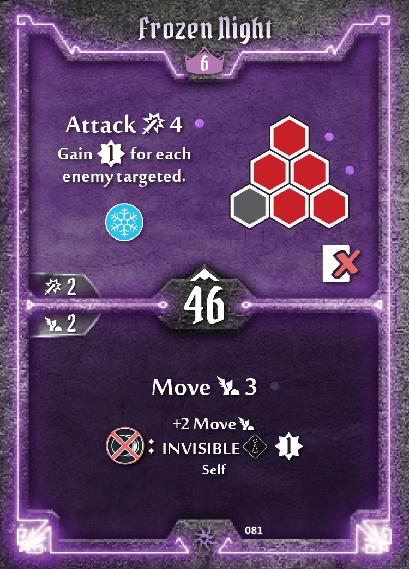 Frozen Night
6
Attack 4
Gain 1 for each
enemy targeted.
2
46
2
Move 3
+2 Move
: INVISIBLE 1
Self
081